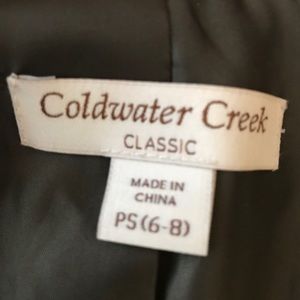 Coldwater Creek
CLASSIC
MADE IN
CHINA
PS(6-8)